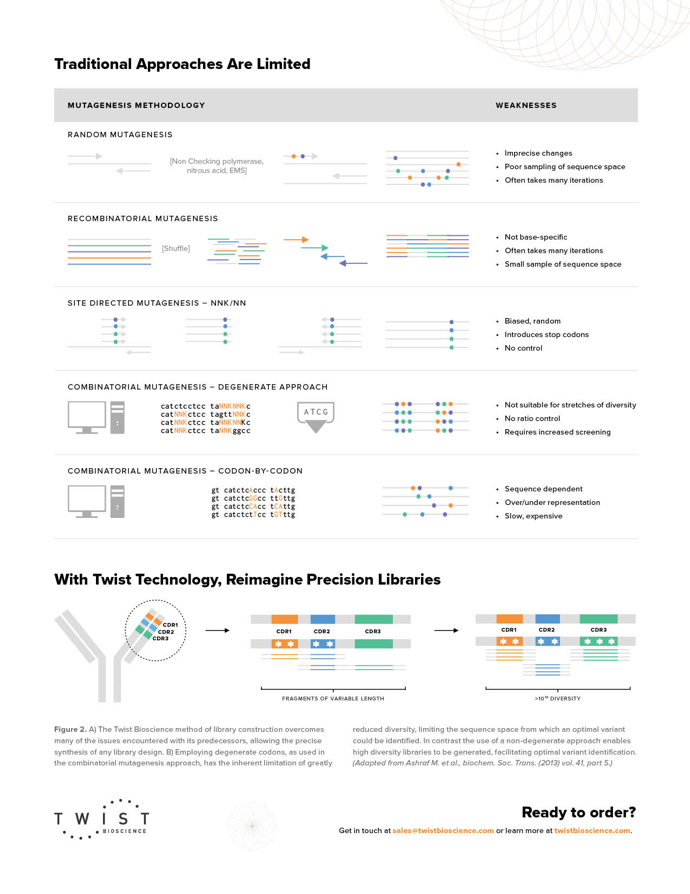 Traditional Approaches Are Limited
MUTAGENESIS METHODOLOGY
WEAKNESSES
RANDOM MUTAGENESIS
[Non Checking polymerase,
nitrous acid, EMS]
• Imprecise changes
• Poor sampling of sequence space
• Often takes many iterations
RECOMBINATORIAL MUTAGENESIS
[Shuffle]
• Not base-specific
• Often takes many iterations
• Small sample of sequence space
SITE DIRECTED MUTAGENESIS – NNK/NN
• Biased, random
• Introduces stop codons
• No control
COMBINATORIAL MUTAGENESIS – DEGENERATE APPROACH
catctcctcc taNNKNNKc
catNNKctcc tagttNNKc
catNNKctcc taNNKNNKc
catNNKctcc taNNKggcc
ATCG
• Not suitable for stretches of diversity
• No ratio control
• Requires increased screening
COMBINATORIAL MUTAGENESIS – CODON-BY-CODON
gt catctcAccc tActtg
gt catctcGGcc ttGttg
gt catctcCAcc tCAttg
gt catctctTcc tGTttg
• Sequence dependent
• Over/under representation
• Slow, expensive
With Twist Technology, Reimagine Precision Libraries
CDR1
CDR2
CDR3
CDR1 CDR2 CDR3
FRAGMENTS OF VARIABLE LENGTH
CDR1 CDR2 CDR3
DIVERSITY
Figure 2. A) The Twist Bioscience method of library construction overcomes
many of the issues encountered with its predecessors, allowing the precise
synthesis of any library design. B) Employing degenerate codons, as used in
the combinatorial mutagenesis approach, has the inherent limitation of greatly
reduced diversity, limiting the sequence space from which an optimal variant
could be identified. In contrast the use of a non-degenerate approach enables
high diversity libraries to be generated, facilitating optimal variant identification.
(Adapted from Ashraf M. et al., biochem. Soc. Trans. (2013) vol. 41, part 5.)
TWIST
BIOSCIENCE
Ready to order?
Get in touch at sales@twistbioscience.com or learn more at twistbioscience.com.